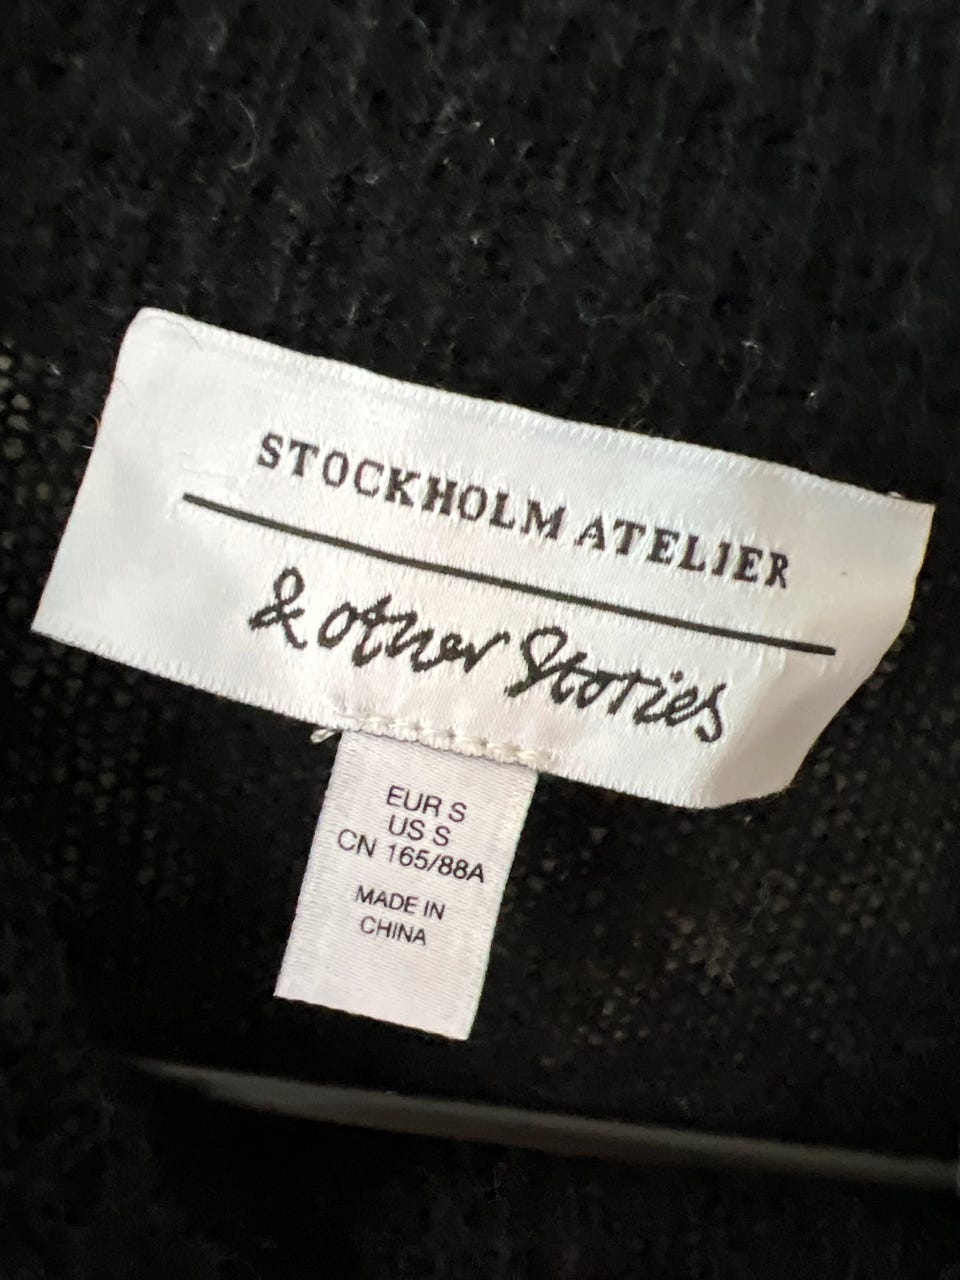 STOCKHOLM ATELIER
& other Stories
EUR S
US S
CN 165/88A
MADE IN
CHINA